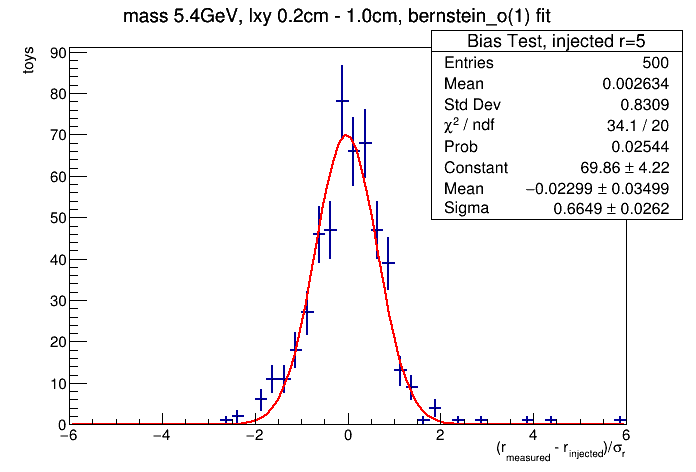 mass 5.4GeV, lxy 0.2cm - 1.0cm, bernstein_o(1) fit
Bias Test, injected r=5
Entries 500
Mean 0.002634
Std Dev 0.8309
χ² / ndf 34.1 / 20
Prob 0.02544
Constant 69.86 ± 4.22
Mean −0.02299 ± 0.03499
Sigma 0.6649 ± 0.0262
toys
90
80
70
60
50
40
30
20
10
0
−6 −4 −2 0 2 4 6
(r_measured - r_injected)/σ_r